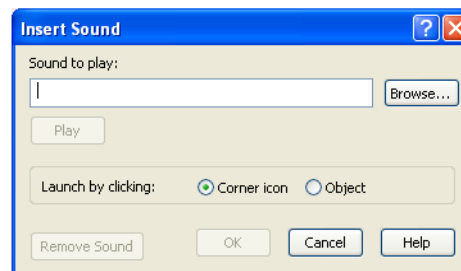 Insert Sound
Sound to play:
Browse...
Play
Launch by clicking: Corner icon Object
Remove Sound OK Cancel Help